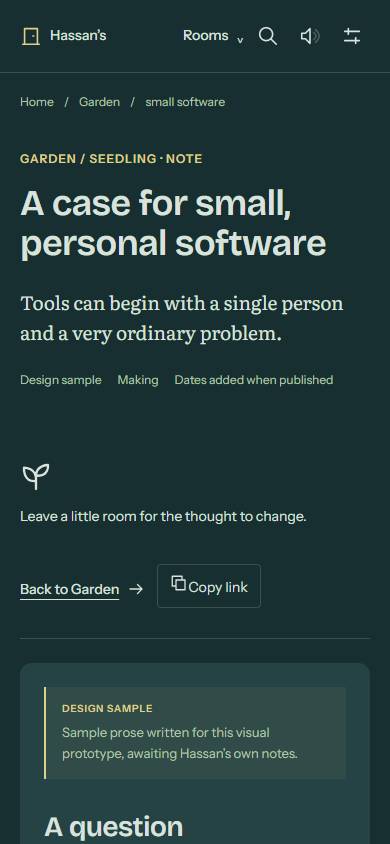 Hassan's
Rooms
Home / Garden / small software
GARDEN / SEEDLING · NOTE
A case for small,
personal software
Tools can begin with a single person
and a very ordinary problem.
Design sample Making Dates added when published
Leave a little room for the thought to change.
Back to Garden →
Copy link
DESIGN SAMPLE
Sample prose written for this visual
prototype, awaiting Hassan's own notes.
A question